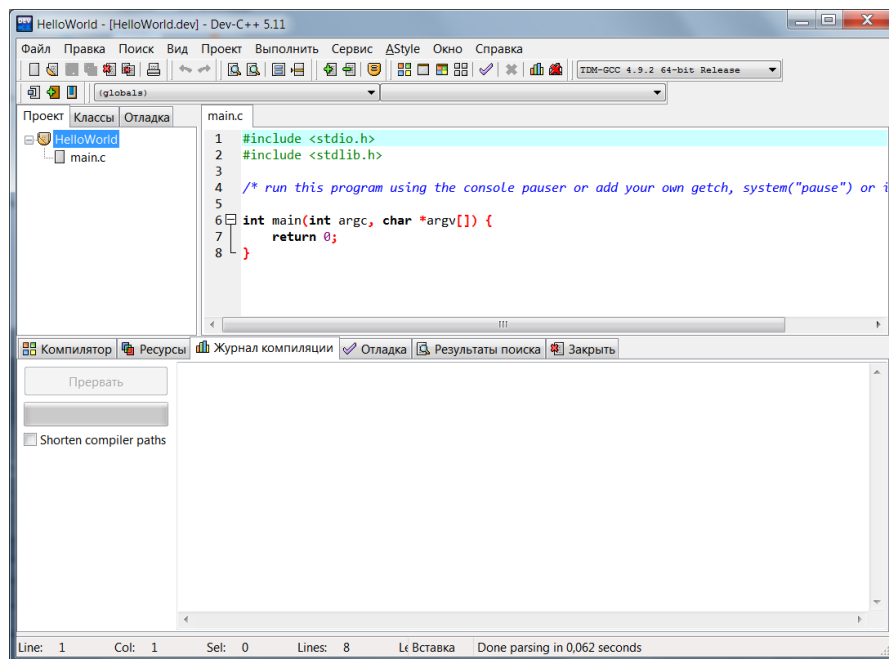 HelloWorld - [HelloWorld.dev] - Dev-C++ 5.11
Файл Правка Поиск Вид Проект Выполнить Сервис AStyle Окно Справка
TDM-GCC 4.9.2 64-bit Release
(globals)
Проект Классы Отладка
main.c
HelloWorld
main.c
1 #include <stdio.h>
2 #include <stdlib.h>
3
4 /* run this program using the console pauser or add your own getch, system("pause") or i
5
6 int main(int argc, char *argv[]) {
7 return 0;
8 }
Компилятор Ресурсы Журнал компиляции Отладка Результаты поиска Закрыть
Прервать
Shorten compiler paths
Line: 1 Col: 1 Sel: 0 Lines: 8 Le Вставка Done parsing in 0,062 seconds